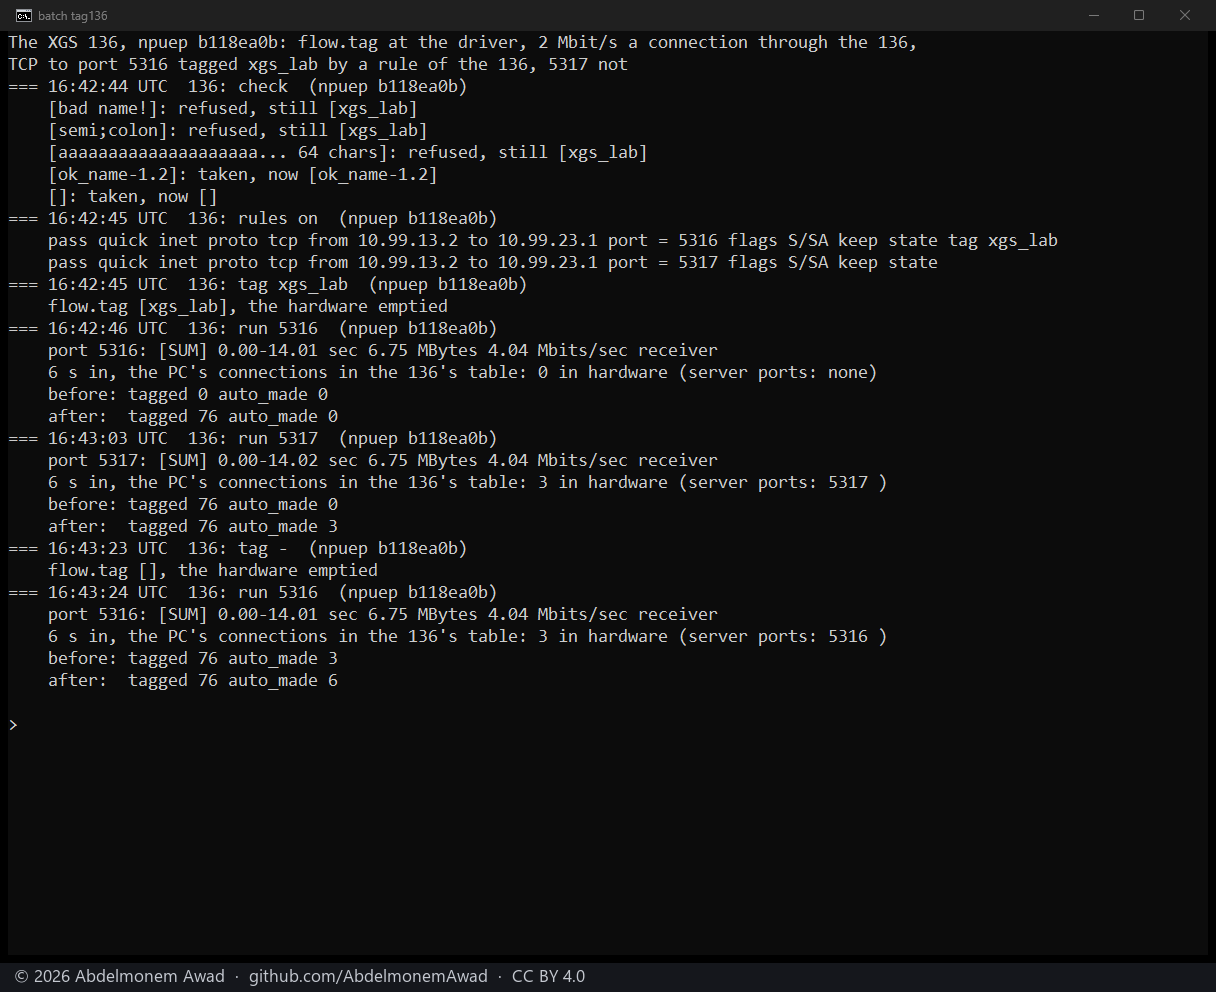 batch tag136
The XGS 136, npuep b118ea0b: flow.tag at the driver, 2 Mbit/s a connection through the 136,
TCP to port 5316 tagged xgs_lab by a rule of the 136, 5317 not
=== 16:42:44 UTC  136: check  (npuep b118ea0b)
    [bad name!]: refused, still [xgs_lab]
    [semi;colon]: refused, still [xgs_lab]
    [aaaaaaaaaaaaaaaaaaaa... 64 chars]: refused, still [xgs_lab]
    [ok_name-1.2]: taken, now [ok_name-1.2]
    []: taken, now []
=== 16:42:45 UTC  136: rules on  (npuep b118ea0b)
    pass quick inet proto tcp from 10.99.13.2 to 10.99.23.1 port = 5316 flags S/SA keep state tag xgs_lab
    pass quick inet proto tcp from 10.99.13.2 to 10.99.23.1 port = 5317 flags S/SA keep state
=== 16:42:45 UTC  136: tag xgs_lab  (npuep b118ea0b)
    flow.tag [xgs_lab], the hardware emptied
=== 16:42:46 UTC  136: run 5316  (npuep b118ea0b)
    port 5316: [SUM] 0.00-14.01 sec 6.75 MBytes 4.04 Mbits/sec receiver
    6 s in, the PC's connections in the 136's table: 0 in hardware (server ports: none)
    before: tagged 0 auto_made 0
    after:  tagged 76 auto_made 0
=== 16:43:03 UTC  136: run 5317  (npuep b118ea0b)
    port 5317: [SUM] 0.00-14.02 sec 6.75 MBytes 4.04 Mbits/sec receiver
    6 s in, the PC's connections in the 136's table: 3 in hardware (server ports: 5317 )
    before: tagged 76 auto_made 0
    after:  tagged 76 auto_made 3
=== 16:43:23 UTC  136: tag -  (npuep b118ea0b)
    flow.tag [], the hardware emptied
=== 16:43:24 UTC  136: run 5316  (npuep b118ea0b)
    port 5316: [SUM] 0.00-14.01 sec 6.75 MBytes 4.04 Mbits/sec receiver
    6 s in, the PC's connections in the 136's table: 3 in hardware (server ports: 5316 )
    before: tagged 76 auto_made 3
    after:  tagged 76 auto_made 6
>
© 2026 Abdelmonem Awad · github.com/AbdelmonemAwad · CC BY 4.0